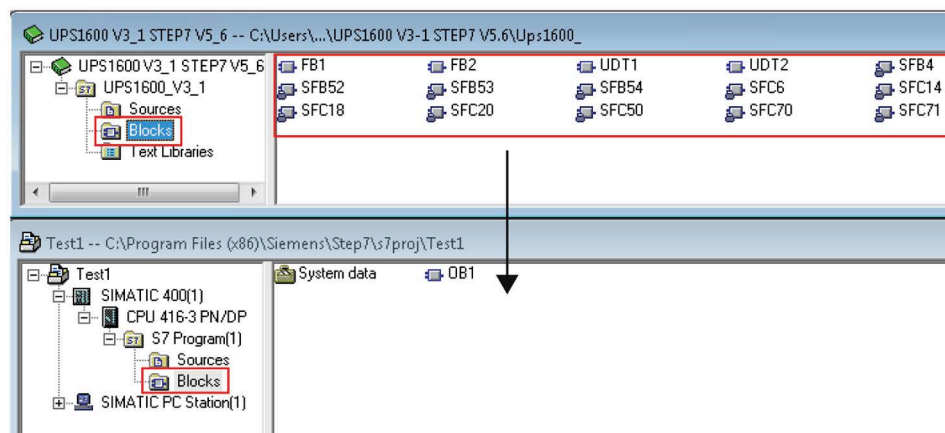 UPS1600 V3_1 STEP7 V5_6 -- C:\Users\...\UPS1600 V3-1 STEP7 V5.6\Ups1600_
UPS1600 V3_1 STEP7 V5_6
UPS1600_V3_1
Sources
Blocks
Text Libraries
FB1 FB2 UDT1 UDT2 SFB4
SFB52 SFB53 SFB54 SFC6 SFC14
SFC18 SFC20 SFC50 SFC70 SFC71
Test1 -- C:\Program Files (x86)\Siemens\Step7\s7proj\Test1
Test1
SIMATIC 400(1)
CPU 416-3 PN/DP
S7 Program(1)
Sources
Blocks
SIMATIC PC Station(1)
System data OB1